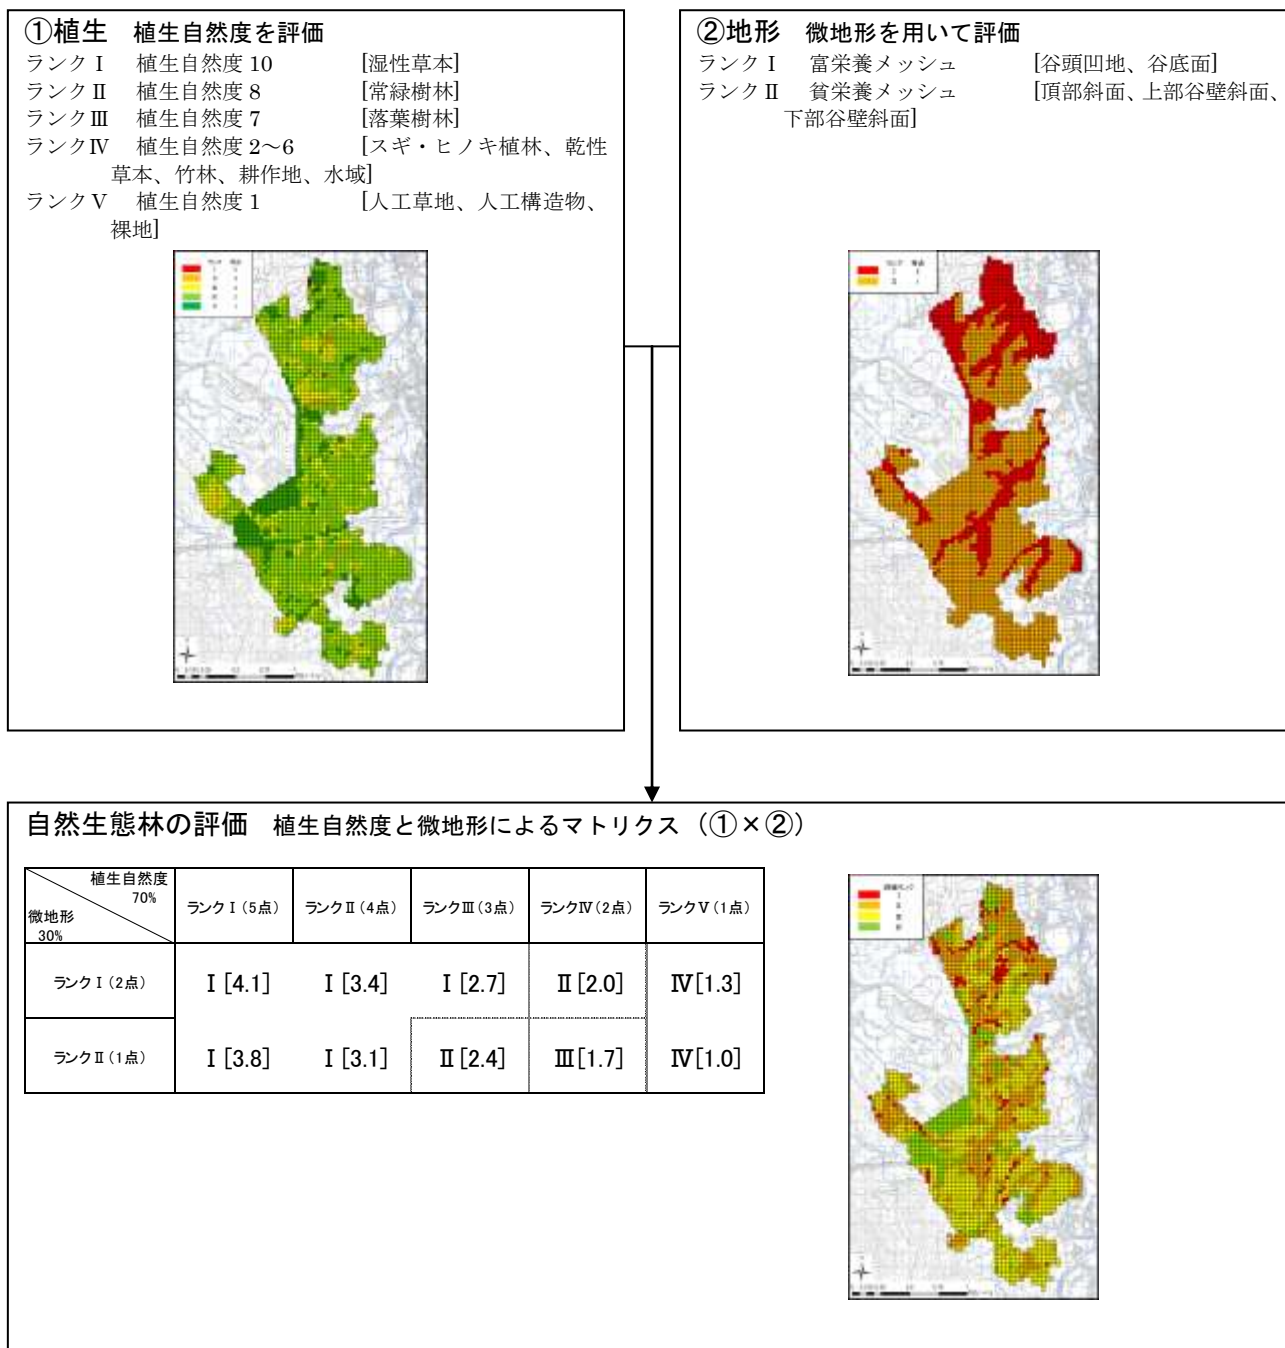 ①植生 植生自然度を評価
ランクⅠ 植生自然度 10 [湿性草本]
ランクⅡ 植生自然度 8 [常緑樹林]
ランクⅢ 植生自然度 7 [落葉樹林]
ランクⅣ 植生自然度 2～6 [スギ・ヒノキ植林、乾性
草本、竹林、耕作地、水域]
ランクⅤ 植生自然度 1 [人工草地、人工構造物、
裸地]
②地形 微地形を用いて評価
ランクⅠ 富栄養メッシュ [谷頭凹地、谷底面]
ランクⅡ 貧栄養メッシュ [頂部斜面、上部谷壁斜面、
下部谷壁斜面]
自然生態林の評価 植生自然度と微地形によるマトリクス（①×②）
植生自然度
70%
微地形
30%
ランクⅠ（5点） ランクⅡ（4点） ランクⅢ（3点） ランクⅣ（2点） ランクⅤ（1点）
ランクⅠ（2点） Ⅰ[4.1] Ⅰ[3.4] Ⅰ[2.7] Ⅱ[2.0] Ⅳ[1.3]
ランクⅡ（1点） Ⅰ[3.8] Ⅰ[3.1] Ⅱ[2.4] Ⅲ[1.7] Ⅳ[1.0]